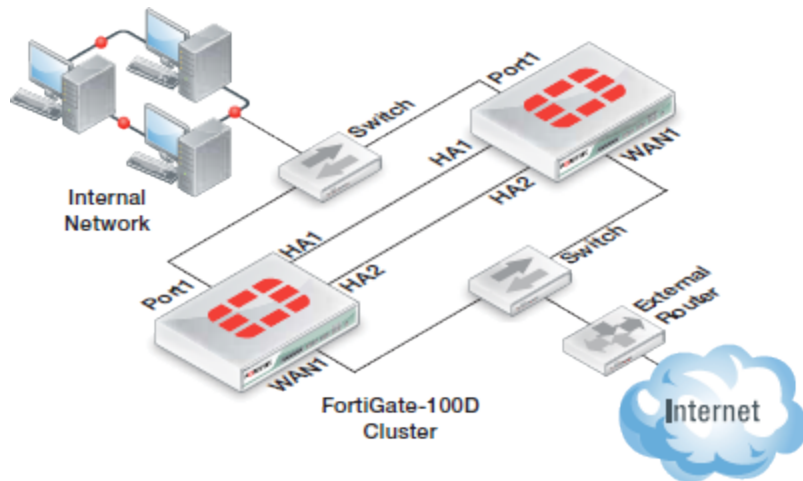 Port1
Switch
HA1
WAN1
HA2
Internal
Network
HA1
Switch
HA2
Port1
External
Router
WAN1
FortiGate-100D
Cluster
Internet